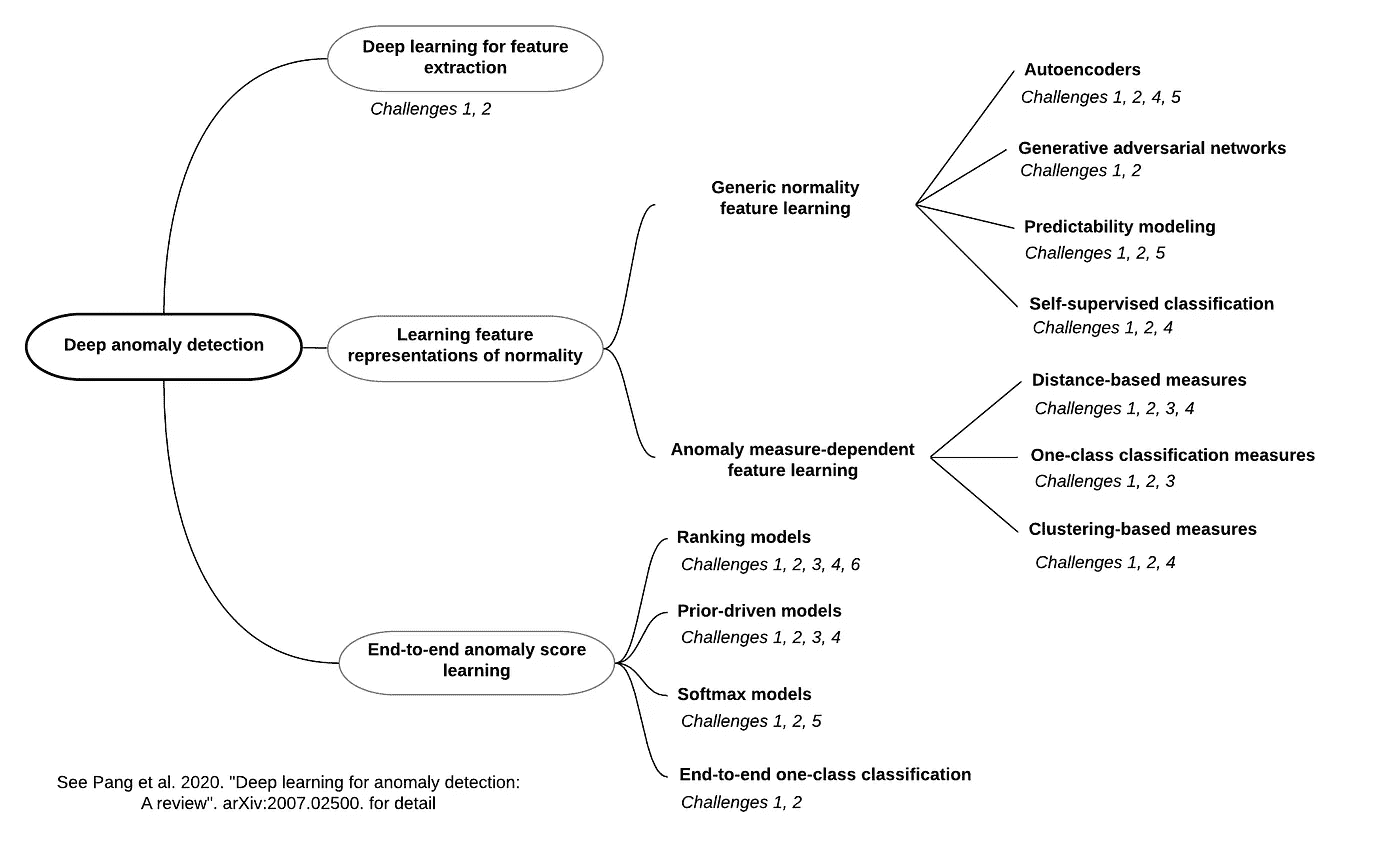 Deep learning for feature
extraction
Challenges 1, 2
Deep anomaly detection
Learning feature
representations of normality
Generic normality
feature learning
Autoencoders
Challenges 1, 2, 4, 5
Generative adversarial networks
Challenges 1, 2
Predictability modeling
Challenges 1, 2, 5
Self-supervised classification
Challenges 1, 2, 4
Anomaly measure-dependent
feature learning
Distance-based measures
Challenges 1, 2, 3, 4
One-class classification measures
Challenges 1, 2, 3
Clustering-based measures
Challenges 1, 2, 4
End-to-end anomaly score
learning
Ranking models
Challenges 1, 2, 3, 4, 6
Prior-driven models
Challenges 1, 2, 3, 4
Softmax models
Challenges 1, 2, 5
End-to-end one-class classification
Challenges 1, 2
See Pang et al. 2020. "Deep learning for anomaly detection:
A review". arXiv:2007.02500. for detail